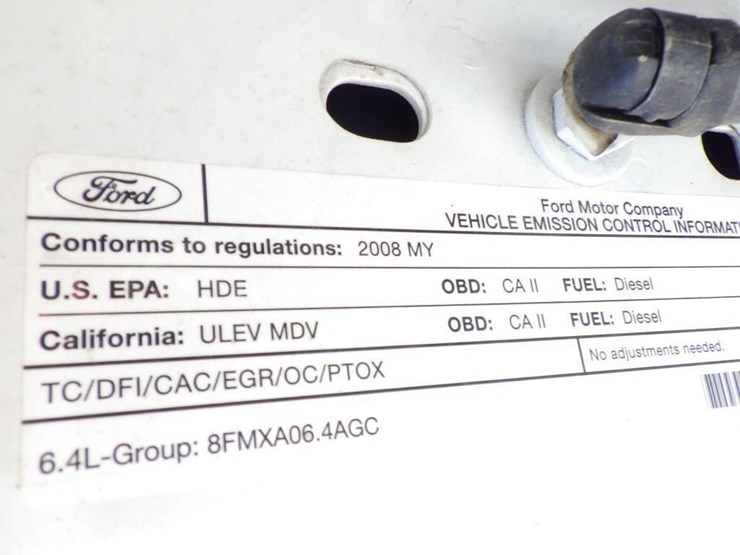 Ford
Ford Motor Company
VEHICLE EMISSION CONTROL INFORMAT
Conforms to regulations: 2008 MY
U.S. EPA: HDE OBD: CA II FUEL: Diesel
California: ULEV MDV OBD: CA II FUEL: Diesel
TC/DFI/CAC/EGR/OC/PTOX No adjustments needed.
6.4L-Group: 8FMXA06.4AGC